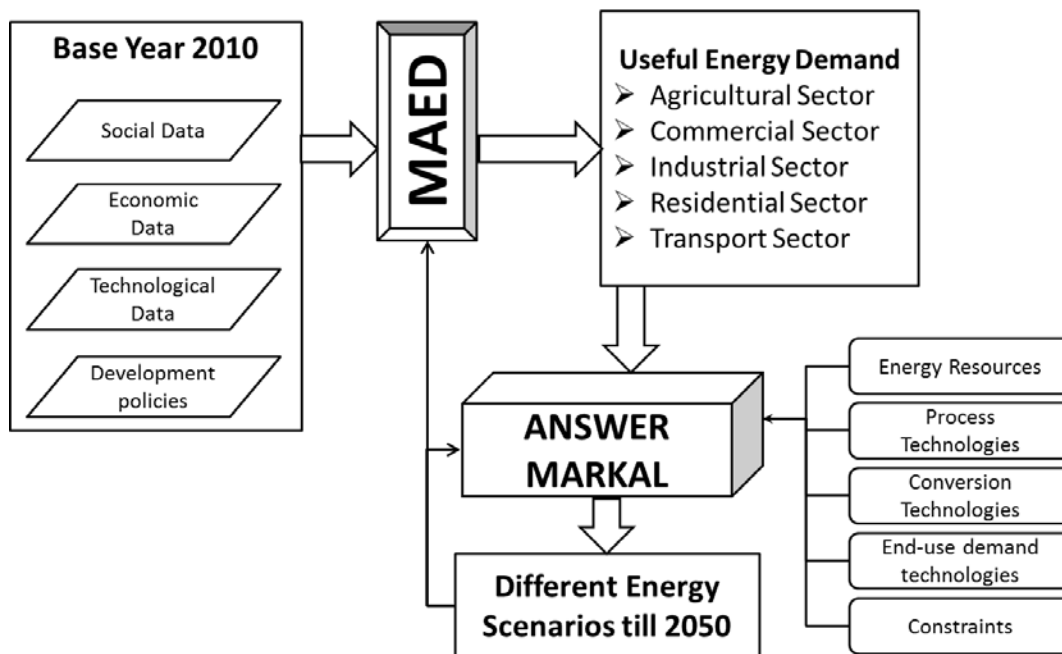 Base Year 2010
Social Data
Economic
Data
Technological
Data
Development
policies
MAED
Useful Energy Demand
Agricultural Sector
Commercial Sector
Industrial Sector
Residential Sector
Transport Sector
ANSWER
MARKAL
Different Energy
Scenarios till 2050
Energy Resources
Process
Technologies
Conversion
Technologies
End-use demand
technologies
Constraints